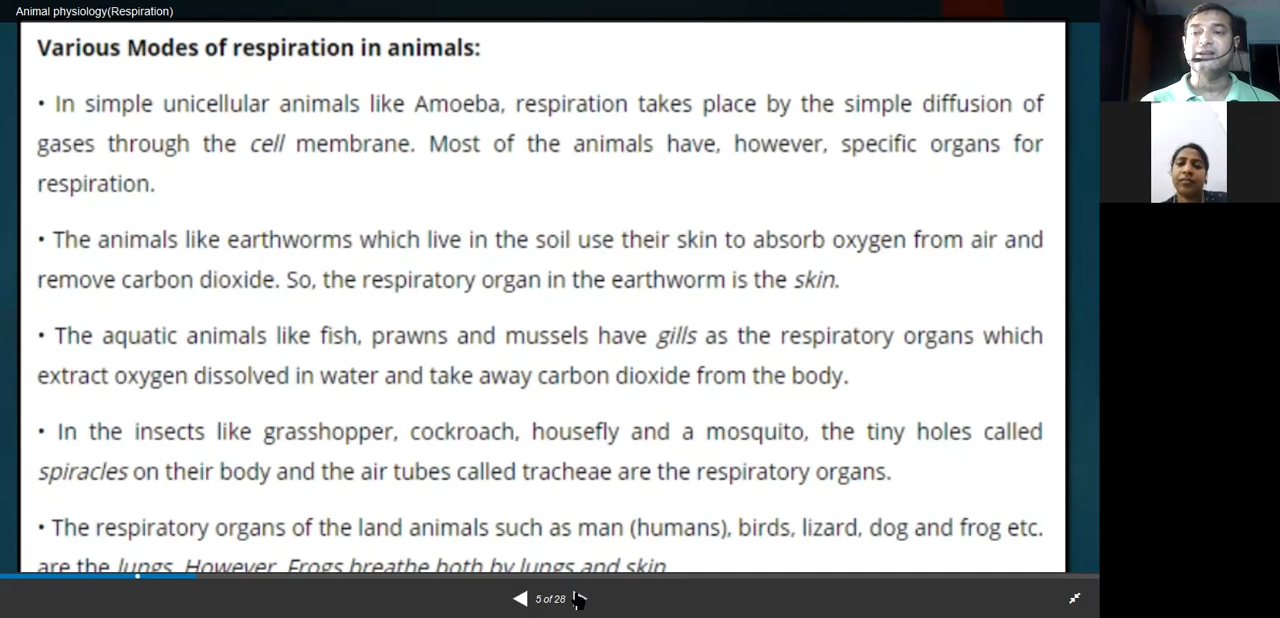 Animal physiology(Respiration)
Various Modes of respiration in animals:
• In simple unicellular animals like Amoeba, respiration takes place by the simple diffusion of
gases through the cell membrane. Most of the animals have, however, specific organs for
respiration.
• The animals like earthworms which live in the soil use their skin to absorb oxygen from air and
remove carbon dioxide. So, the respiratory organ in the earthworm is the skin.
• The aquatic animals like fish, prawns and mussels have gills as the respiratory organs which
extract oxygen dissolved in water and take away carbon dioxide from the body.
• In the insects like grasshopper, cockroach, housefly and a mosquito, the tiny holes called
spiracles on their body and the air tubes called tracheae are the respiratory organs.
• The respiratory organs of the land animals such as man (humans), birds, lizard, dog and frog etc.
are the lungs. However, Frogs breathe both by lungs and skin
5 of 28